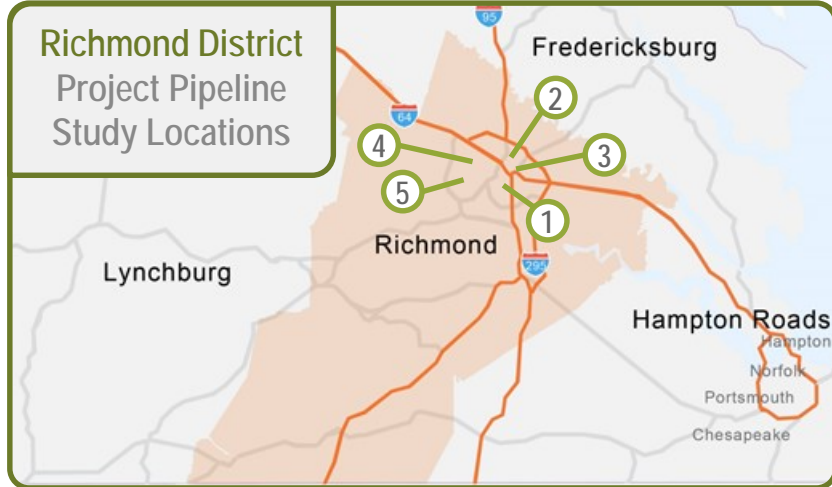 Richmond District
Project Pipeline
Study Locations
95
Fredericksburg
64
2
4
3
5
1
Richmond
Lynchburg
295
Hampton Roads
Hampton
Norfolk
Portsmouth
Chesapeake